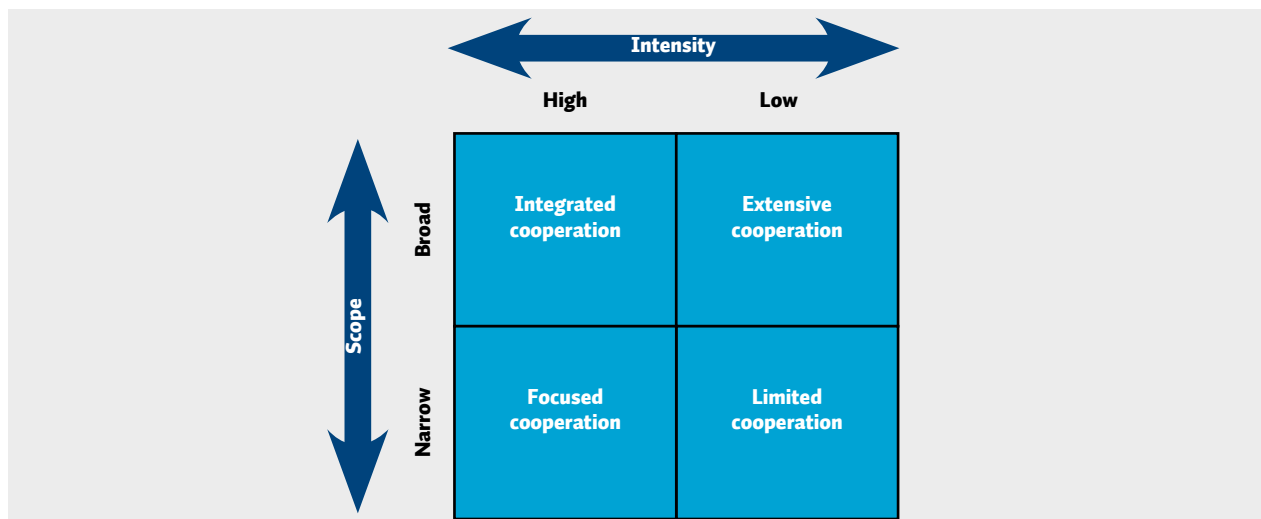 Intensity
High
Low
Scope
Broad
Integrated
cooperation
Extensive
cooperation
Narrow
Focused
cooperation
Limited
cooperation